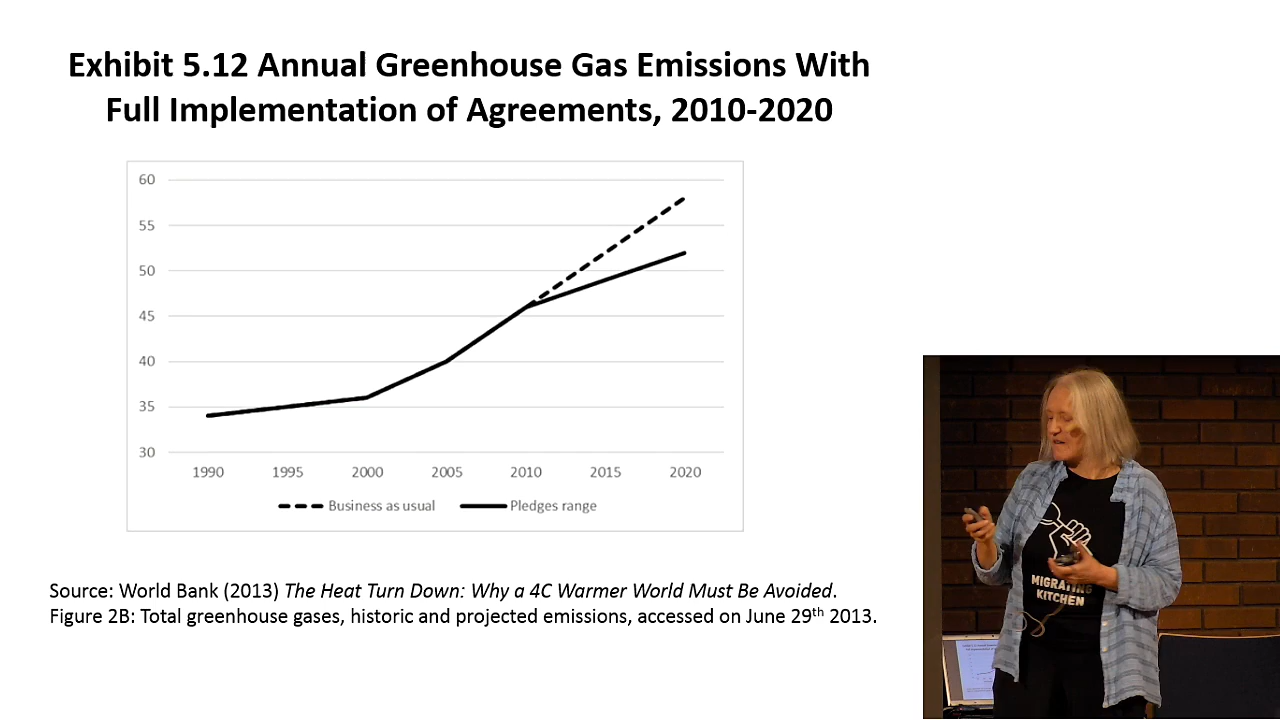 Exhibit 5.12 Annual Greenhouse Gas Emissions With
Full Implementation of Agreements, 2010-2020
60
55
50
45
40
35
30
1990 1995 2000 2005 2010 2015 2020
Business as usual Pledges range
Source: World Bank (2013) The Heat Turn Down: Why a 4C Warmer World Must Be Avoided.
Figure 2B: Total greenhouse gases, historic and projected emissions, accessed on June 29th 2013.
MIGRATING
KITCHEN